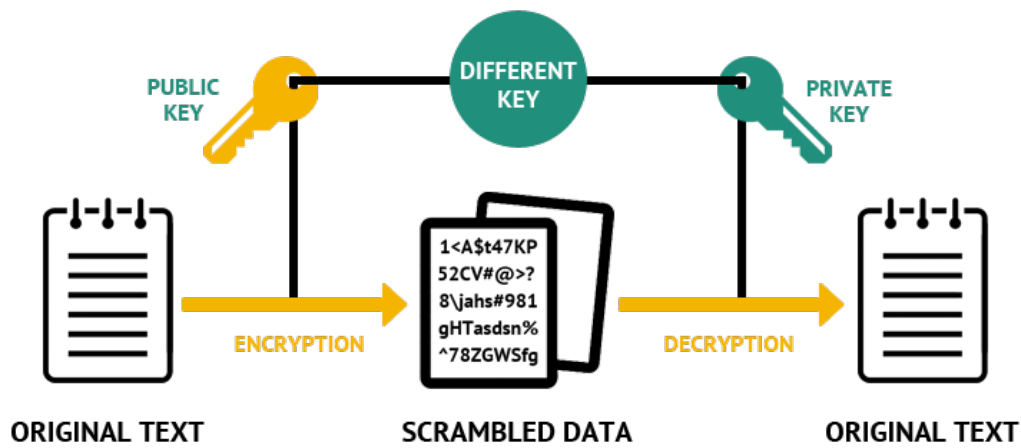 DIFFERENT
KEY
PUBLIC
KEY
PRIVATE
KEY
1<A$t47KP
52CV#@>?
8\jahs#981
gHTasdsn%
^78ZGWSfg
ENCRYPTION
DECRYPTION
ORIGINAL TEXT
SCRAMBLED DATA
ORIGINAL TEXT